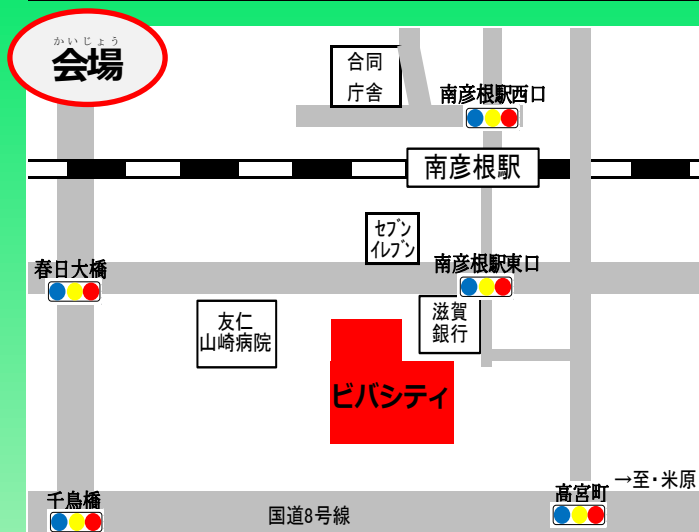 かいじょう
会場
合同
庁舎
南彦根駅西口
南彦根駅
セブン
イレブン
春日大橋
南彦根駅東口
友仁
山崎病院
滋賀
銀行
ビバシティ
→至・米原
千鳥橋
高宮町
国道8号線